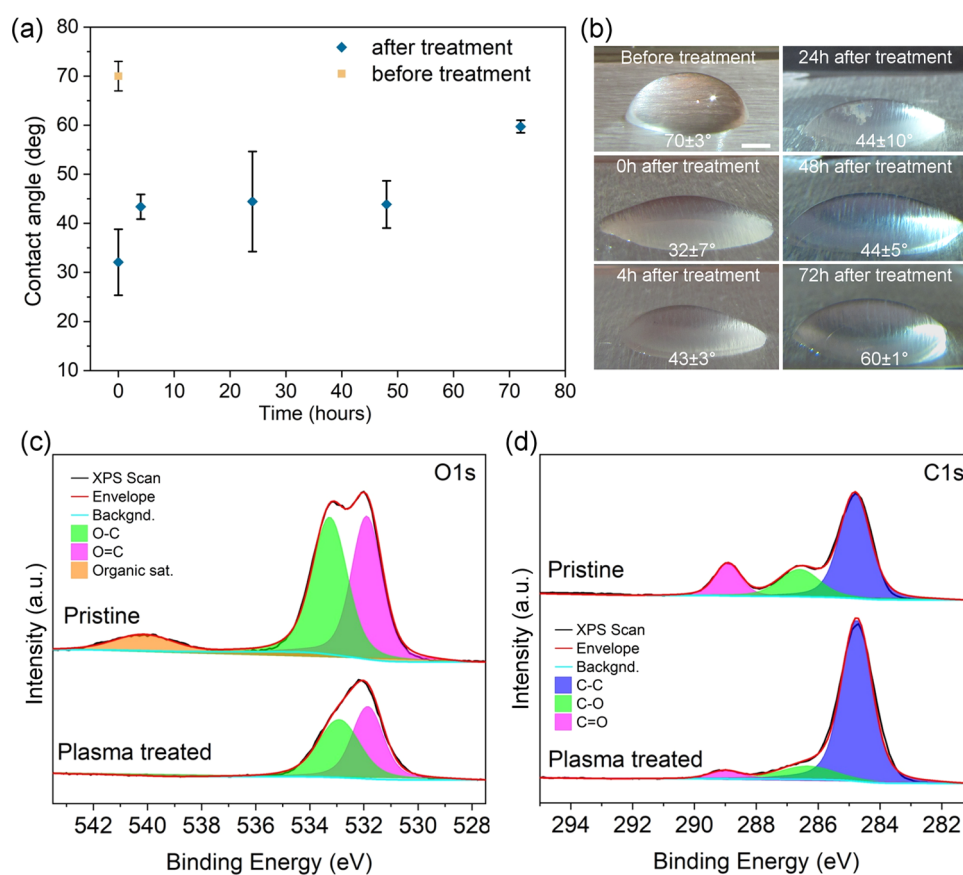 (a)
80
70
60
50
40
30
20
10
Contact angle (deg)
after treatment
before treatment
0 10 20 30 40 50 60 70 80
Time (hours)
(b)
Before treatment
70±3°
24h after treatment
44±10°
0h after treatment
32±7°
48h after treatment
44±5°
4h after treatment
43±3°
72h after treatment
60±1°
(c)
O1s
XPS Scan
Envelope
Backgnd.
O-C
O=C
Organic sat.
Pristine
Plasma treated
Intensity (a.u.)
542 540 538 536 534 532 530 528
Binding Energy (eV)
(d)
C1s
Pristine
XPS Scan
Envelope
Backgnd.
C-C
C-O
C=O
Plasma treated
Intensity (a.u.)
294 292 290 288 286 284 282
Binding Energy (eV)